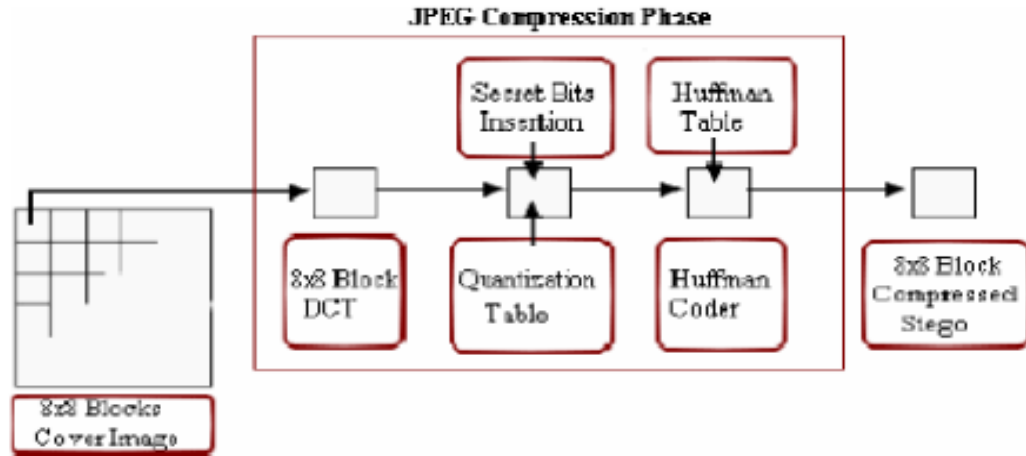 JPEG Compression Phase
Secret Bits
Insertion
Huffman
Table
8x8 Block
DCT
Quantization
Table
Huffman
Coder
8x8 Block
Compressed
Stego
8x8 Blocks
Cover Image